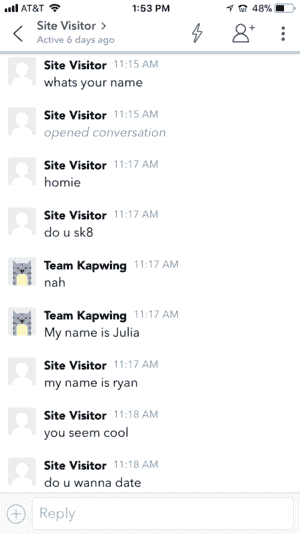 AT&T 1:53 PM 48%
Site Visitor
Active 6 days ago
Site Visitor 11:15 AM
whats your name
Site Visitor 11:15 AM
opened conversation
Site Visitor 11:17 AM
homie
Site Visitor 11:17 AM
do u sk8
Team Kapwing 11:17 AM
nah
Team Kapwing 11:17 AM
My name is Julia
Site Visitor 11:17 AM
my name is ryan
Site Visitor 11:18 AM
you seem cool
Site Visitor 11:18 AM
do u wanna date
Reply